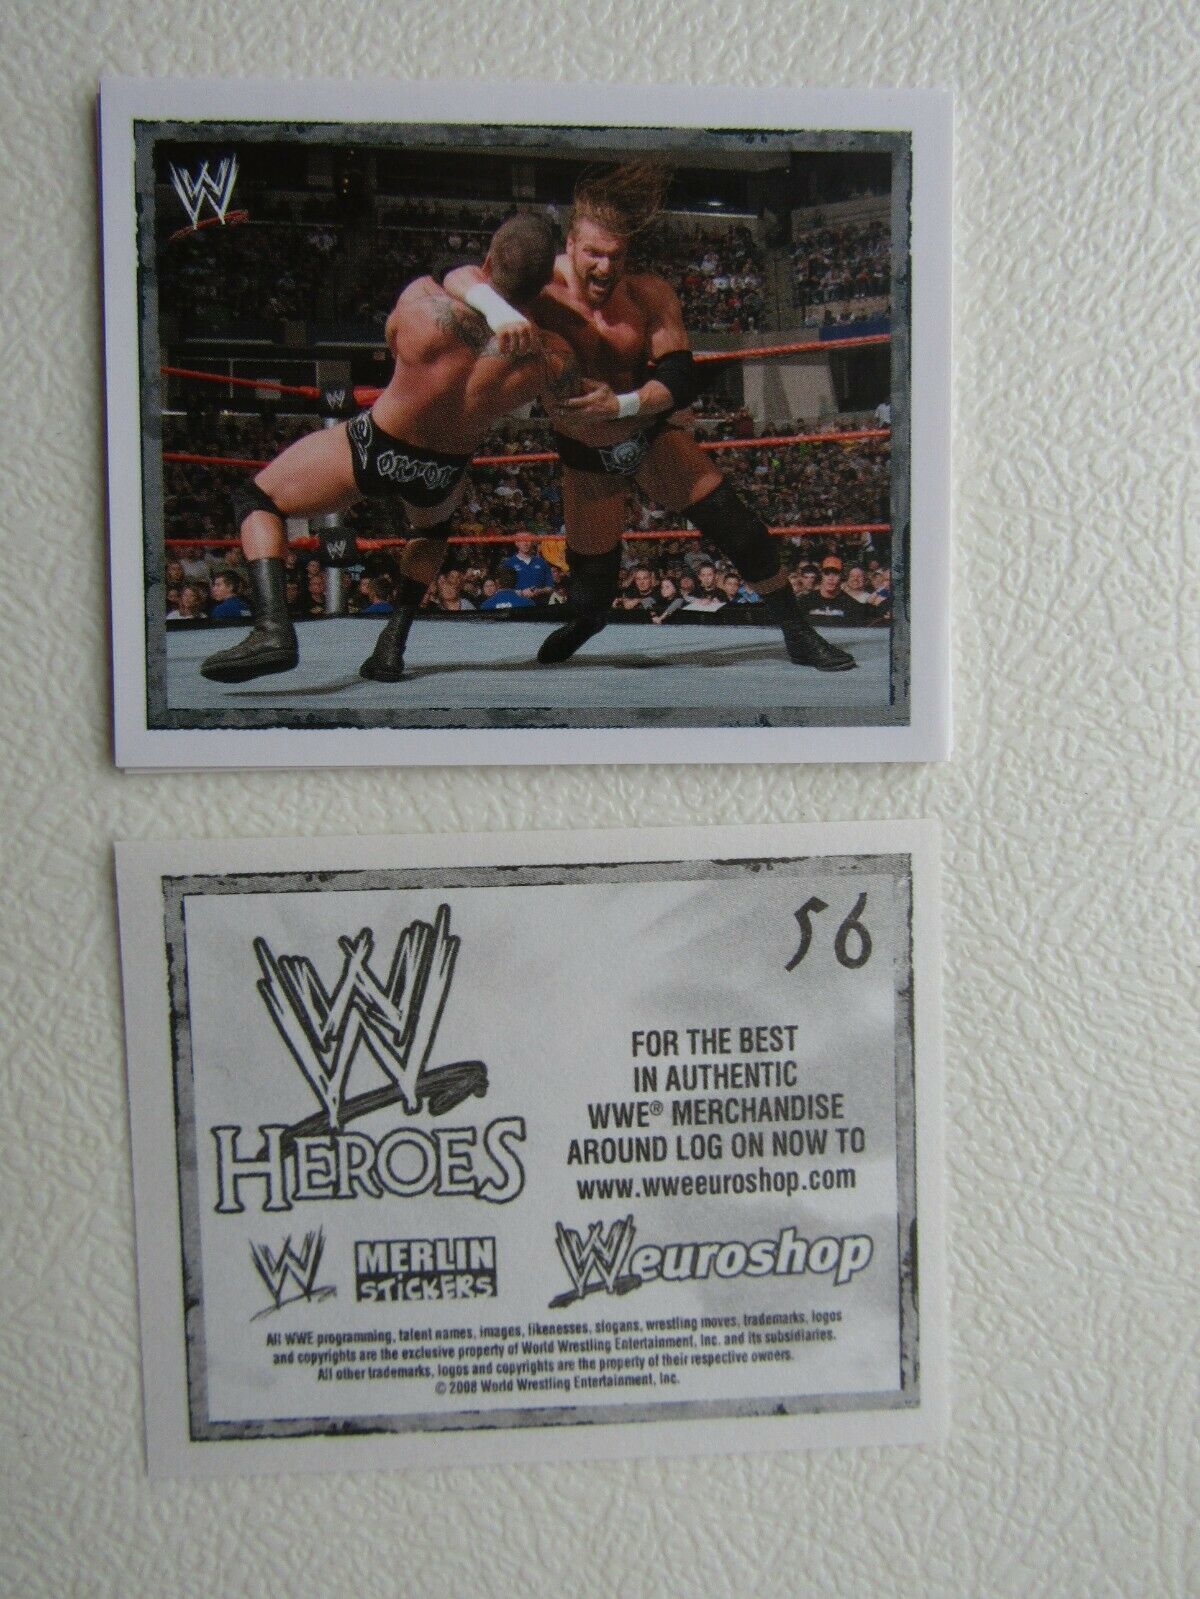 W
W
W
ORTON
56
W
HEROES
FOR THE BEST
IN AUTHENTIC
WWE® MERCHANDISE
AROUND LOG ON NOW TO
www.wweeuroshop.com
W
MERLIN
STiCKERS
Weuroshop
All WWE programming, talent names, images, likenesses, slogans, wrestling moves, trademarks, logos
and copyrights are the exclusive property of World Wrestling Entertainment, Inc. and its subsidiaries.
All other trademarks, logos and copyrights are the property of their respective owners.
© 2008 World Wrestling Entertainment, Inc.